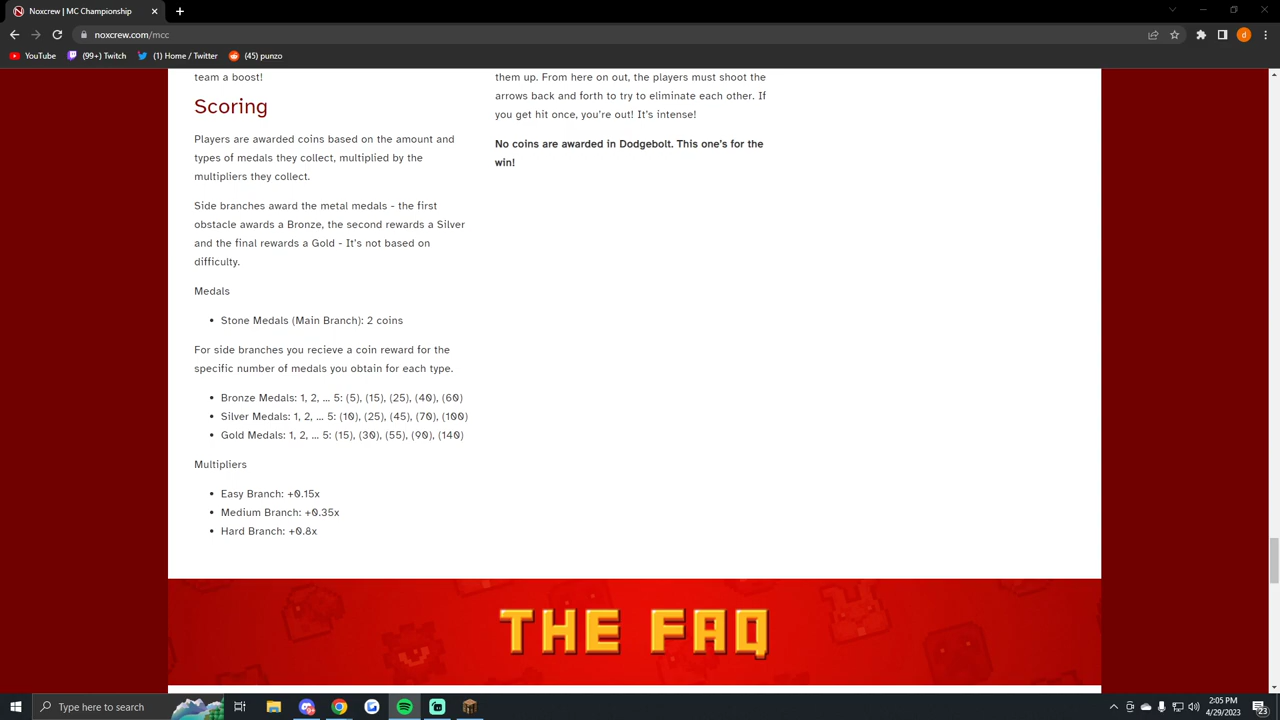 Noxcrew | MC Championship
noxcrew.com/mcc
YouTube
(99+) Twitch
(1) Home / Twitter
(45) punzo
team a boost!
Scoring
Players are awarded coins based on the amount and
types of medals they collect, multiplied by the
multipliers they collect.
Side branches award the metal medals - the first
obstacle awards a Bronze, the second rewards a Silver
and the final rewards a Gold - It's not based on
difficulty.
Medals
• Stone Medals (Main Branch): 2 coins
For side branches you recieve a coin reward for the
specific number of medals you obtain for each type.
• Bronze Medals: 1, 2, ... 5: (5), (15), (25), (40), (60)
• Silver Medals: 1, 2, ... 5: (10), (25), (45), (70), (100)
• Gold Medals: 1, 2, ... 5: (15), (30), (55), (90), (140)
Multipliers
• Easy Branch: +0.15x
• Medium Branch: +0.35x
• Hard Branch: +0.8x
them up. From here on out, the players must shoot the
arrows back and forth to try to eliminate each other. If
you get hit once, you're out! It's intense!
No coins are awarded in Dodgebolt. This one's for the
win!
THE FAQ
Type here to search
2:05 PM
4/29/2023
23